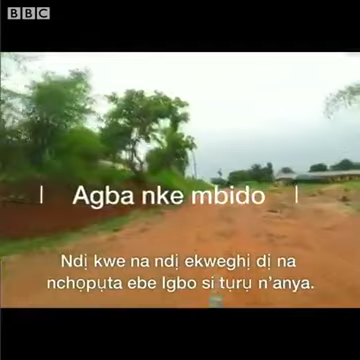 BBC
| Agba nke mbido |
Ndị kwe na ndị ekweghị dị na
nchọpụta ebe Igbo si tụrụ n'anya.